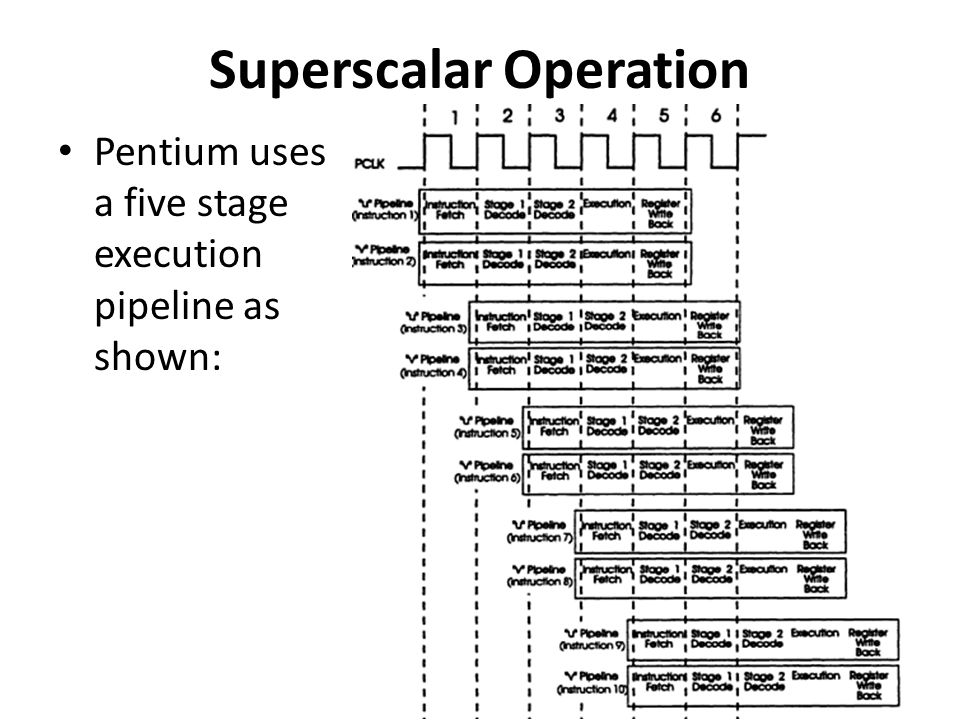 Superscalar Operation
• Pentium uses
a five stage
execution
pipeline as
shown:
1 2 3 4 5 6
PCLK
"U" Pipeline
(Instruction 1)
Instruction Stage 1 Stage 2 Execution Register
Fetch Decode Decode Write
Back
"V" Pipeline
(Instruction 2)
Instruction Stage 1 Stage 2 Execution Register
Fetch Decode Decode Write
Back
"U" Pipeline
(Instruction 3)
Instruction Stage 1 Stage 2 Execution Register
Fetch Decode Decode Write
Back
"V" Pipeline
(Instruction 4)
Instruction Stage 1 Stage 2 Execution Register
Fetch Decode Decode Write
Back
"U" Pipeline
(Instruction 5)
Instruction Stage 1 Stage 2 Execution Register
Fetch Decode Decode Write
Back
"V" Pipeline
(Instruction 6)
Instruction Stage 1 Stage 2 Execution Register
Fetch Decode Decode Write
Back
"U" Pipeline
(Instruction 7)
Instruction Stage 1 Stage 2 Execution Register
Fetch Decode Decode Write
Back
"V" Pipeline
(Instruction 8)
Instruction Stage 1 Stage 2 Execution Register
Fetch Decode Decode Write
Back
"U" Pipeline
(Instruction 9)
Instruction Stage 1 Stage 2 Execution Register
Fetch Decode Decode Write
Back
"V" Pipeline
(Instruction 10)
Instruction Stage 1 Stage 2 Execution Register
Fetch Decode Decode Write
Back